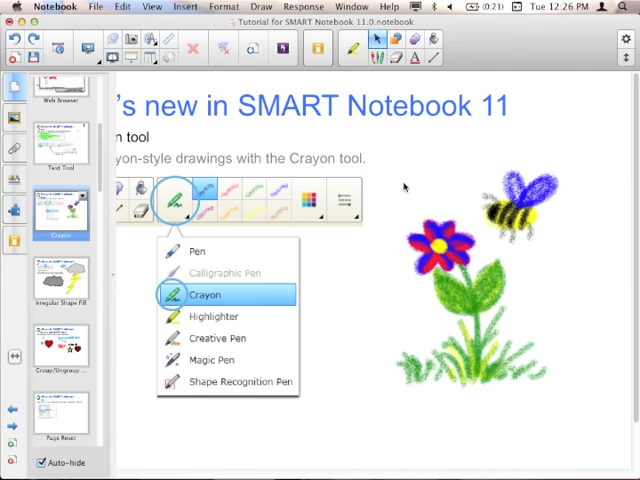 Notebook File Edit View Insert Format Draw Response Window Help (0:21) Tue 12:26 PM
Tutorial for SMART Notebook 11.0.notebook
's new in SMART Notebook 11
n tool
yon-style drawings with the Crayon tool.
Web Browser
Text Tool
Crayon
Irregular Shape Fill
Group/Ungroup ...
Page Reset
Auto-hide
Pen
Calligraphic Pen
Crayon
Highlighter
Creative Pen
Magic Pen
Shape Recognition Pen